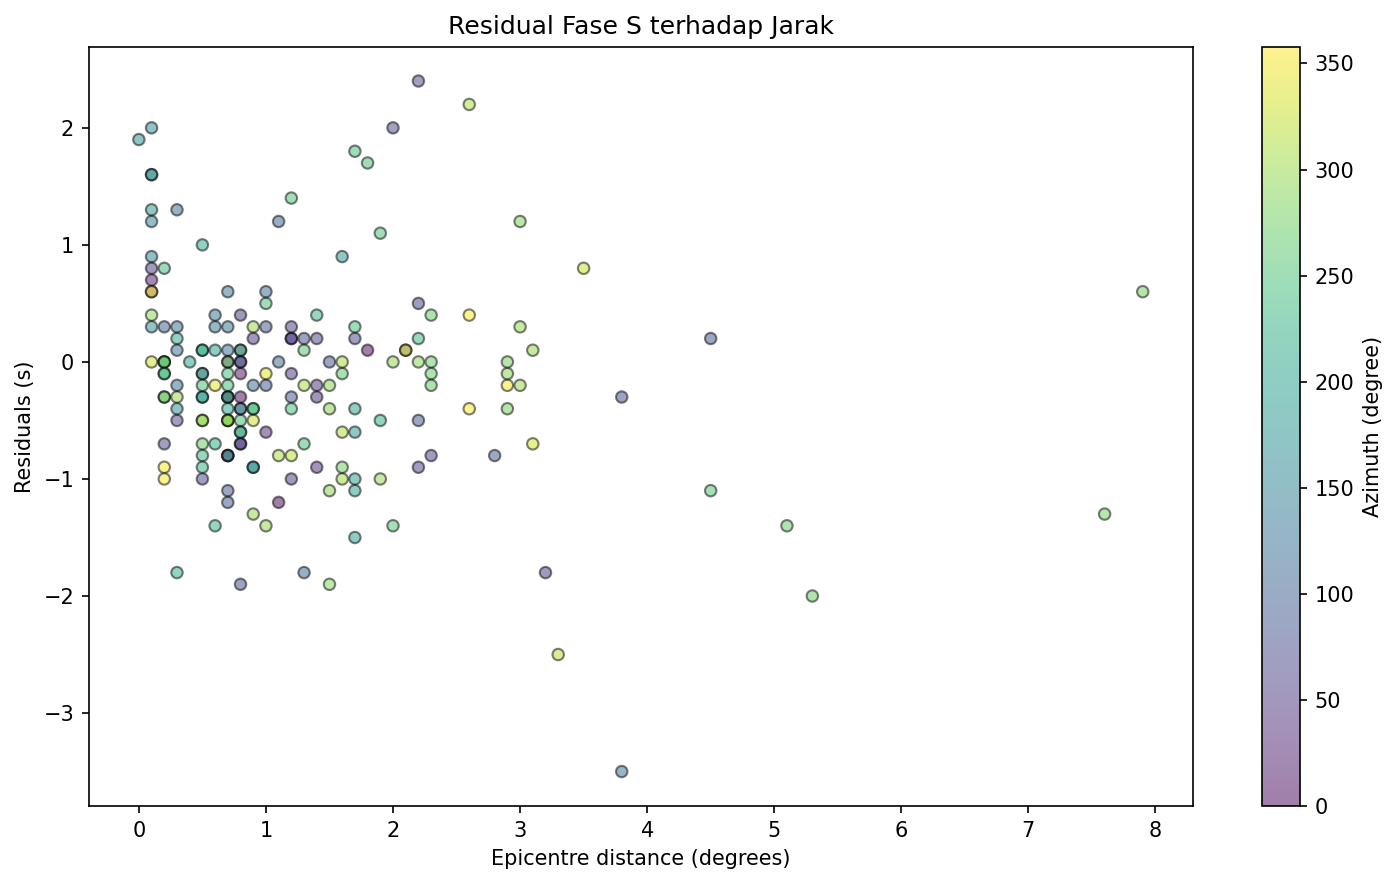 Residual Fase S terhadap Jarak
Residuals (s)
2
1
0
−1
−2
−3
0 1 2 3 4 5 6 7 8
Epicentre distance (degrees)
350
300
250
200
150
100
50
0
Azimuth (degree)